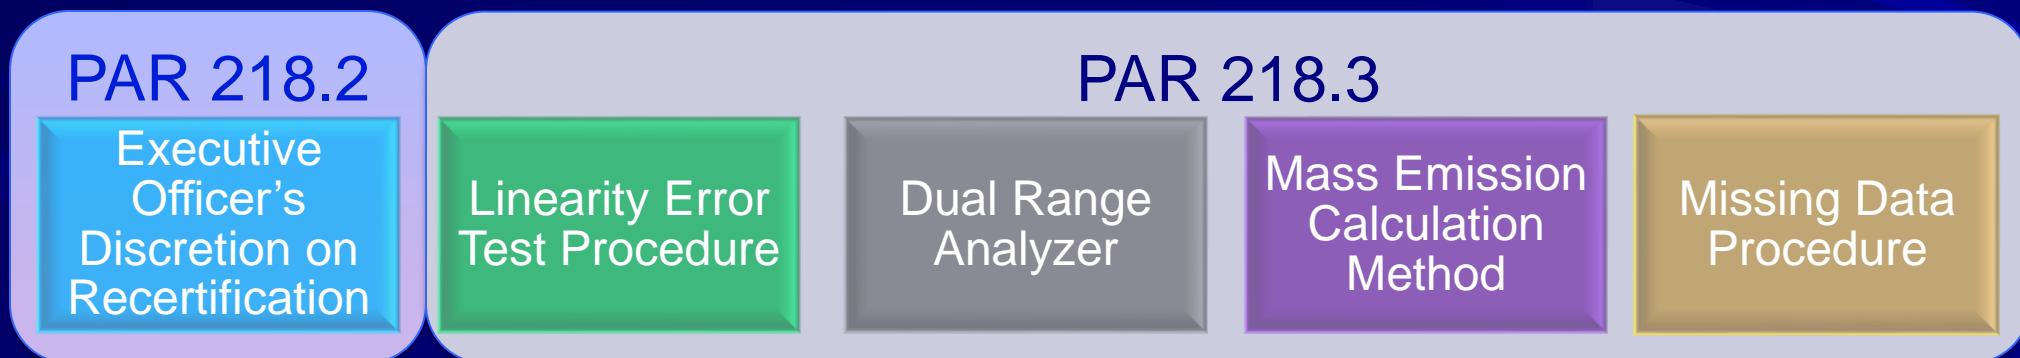 PAR 218.2
Executive
Officer’s
Discretion on
Recertification
PAR 218.3
Linearity Error
Test Procedure
Dual Range
Analyzer
Mass Emission
Calculation
Method
Missing Data
Procedure